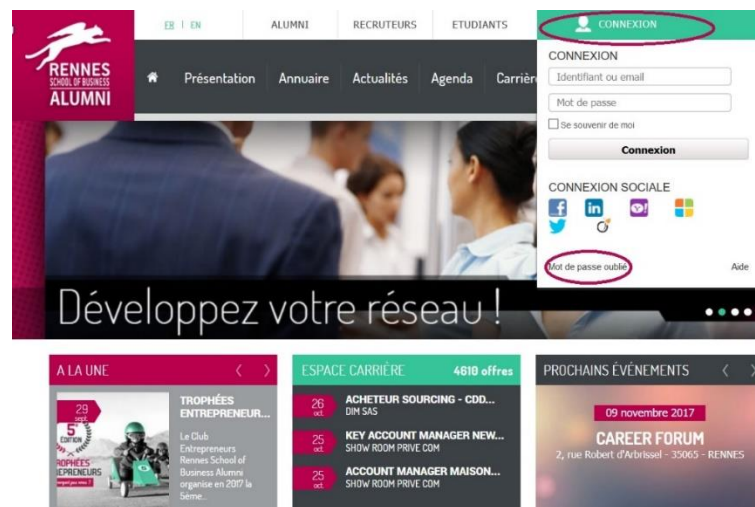 FR | EN
ALUMNI
RECRUTEURS
ETUDIANTS
CONNEXION
RENNES
SCHOOL OF BUSINESS
ALUMNI
Présentation
Annuaire
Actualités
Agenda
Carrièr
CONNEXION
Identifiant ou email
Mot de passe
Se souvenir de moi
Connexion
CONNEXION SOCIALE
Mot de passe oublié
Aide
Développez votre réseau !
A LA UNE
29
sept.
5e
EDITION
TROPHÉES
ENTREPRENEUR...
Le Club
Entrepreneurs
Rennes School of
Business Alumni
organise en 2017 la
5ème...
ESPACE CARRIÈRE
4610 offres
26
oct.
ACHETEUR SOURCING - CDD...
DIM SAS
25
oct.
KEY ACCOUNT MANAGER NEW...
SHOW ROOM PRIVE COM
25
oct.
ACCOUNT MANAGER MAISON...
SHOW ROOM PRIVE COM
PROCHAINS ÉVÉNEMENTS
09 novembre 2017
CAREER FORUM
2, rue Robert d'Arbrissel - 35065 - RENNES